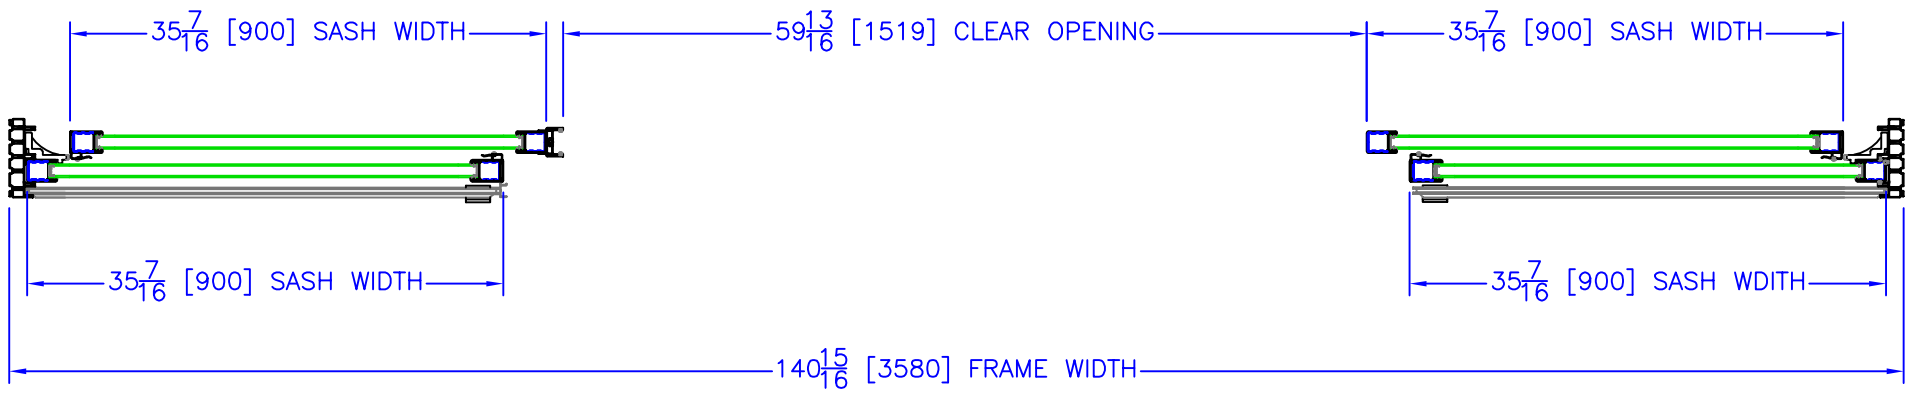 35 7/16 [900] SASH WIDTH
59 13/16 [1519] CLEAR OPENING
35 7/16 [900] SASH WIDTH
35 7/16 [900] SASH WIDTH
35 7/16 [900] SASH WDITH
140 15/16 [3580] FRAME WIDTH